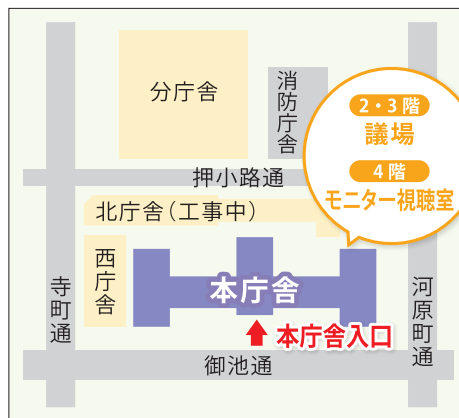 分庁舎
消防庁舎
2・3階
議場
4階
モニター視聴室
押小路通
北庁舎(工事中)
西庁舎
本庁舎
寺町通
河原町通
本庁舎入口
御池通